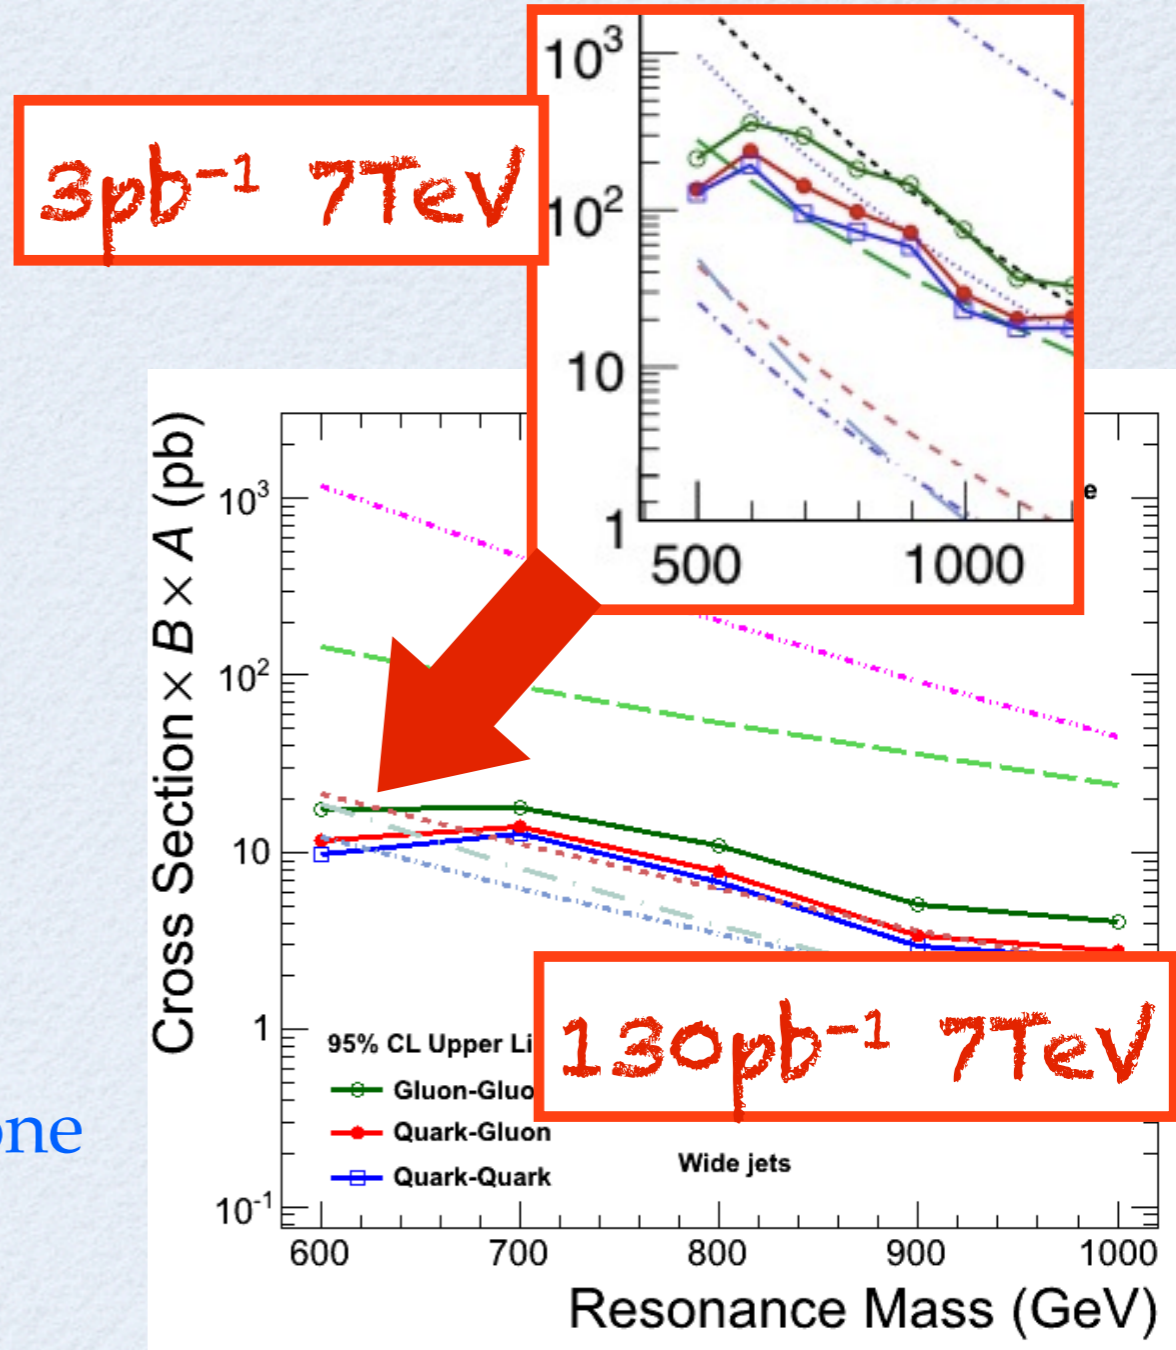 3pb⁻¹ 7TeV
10³
10²
10
1
500 1000
e
Cross Section × B × A (pb)
10³
10²
10
1
10⁻¹
130pb⁻¹ 7TeV
95% CL Upper Li
Gluon-Gluo
Quark-Gluon
Quark-Quark
Wide jets
one
600 700 800 900 1000
Resonance Mass (GeV)